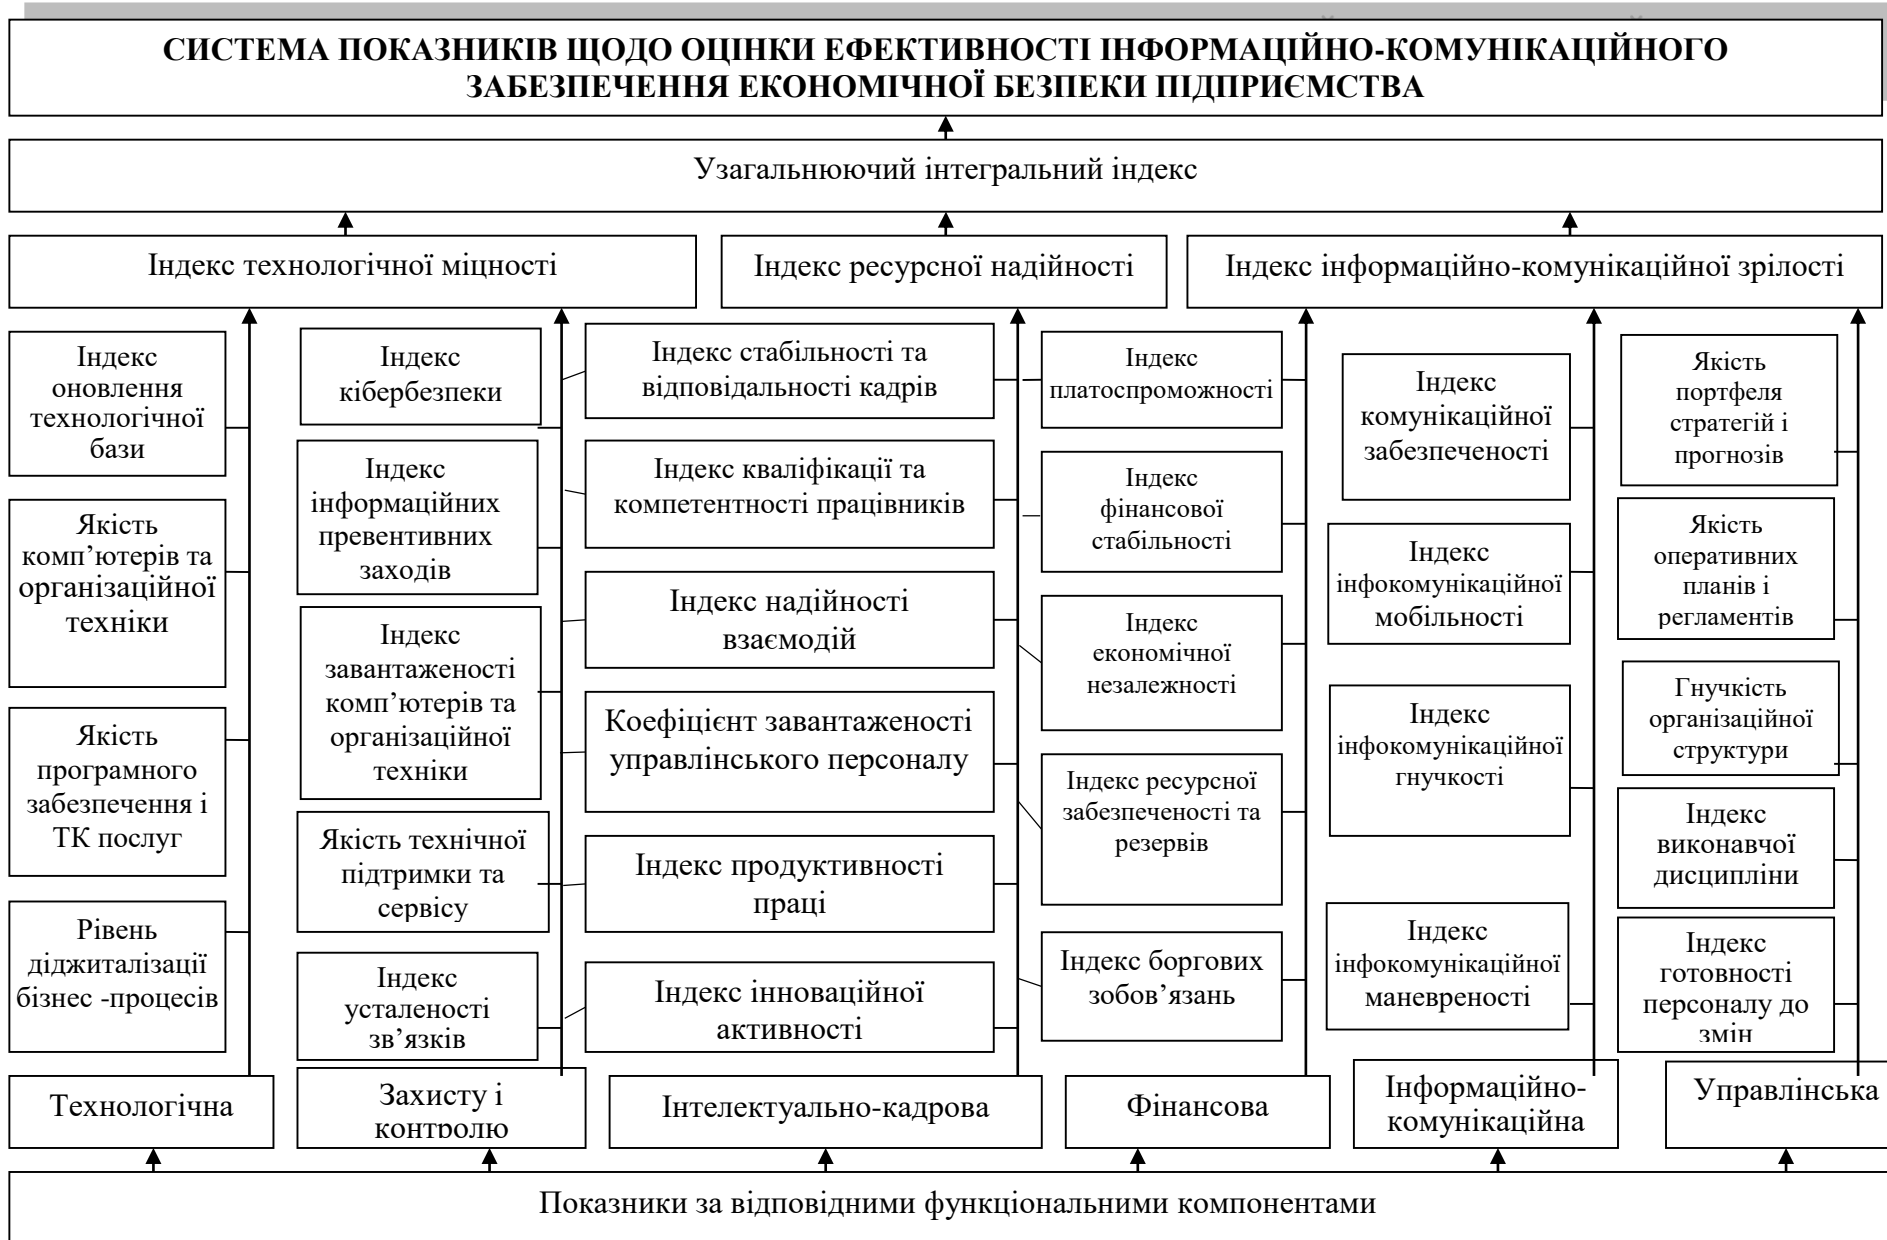 СИСТЕМА ПОКАЗНИКІВ ЩОДО ОЦІНКИ ЕФЕКТИВНОСТІ ІНФОРМАЦІЙНО-КОМУНІКАЦІЙНОГО
ЗАБЕЗПЕЧЕННЯ ЕКОНОМІЧНОЇ БЕЗПЕКИ ПІДПРИЄМСТВА
Узагальнюючий інтегральний індекс
Індекс технологічної міцності
Індекс ресурсної надійності
Індекс інформаційно-комунікаційної зрілості
Індекс
оновлення
технологічної
бази
Якість
комп’ютерів та
організаційної
техніки
Якість
програмного
забезпечення і
ТК послуг
Рівень
діджиталізації
бізнес -процесів
Індекс
кібербезпеки
Індекс
інформаційних
превентивних
заходів
Індекс
завантаженості
комп’ютерів та
організаційної
техніки
Якість технічної
підтримки та
сервісу
Індекс
усталеності
зв’язків
Індекс стабільності та
відповідальності кадрів
Індекс кваліфікації та
компетентності працівників
Індекс надійності
взаємодій
Коефіцієнт завантаженості
управлінського персоналу
Індекс продуктивності
праці
Індекс інноваційної
активності
Індекс
платоспроможності
Індекс
фінансової
стабільності
Індекс
економічної
незалежності
Індекс ресурсної
забезпеченості та
резервів
Індекс боргових
зобов’язань
Індекс
комунікаційної
забезпеченості
Індекс
інфокомунікаційної
мобільності
Індекс
інфокомунікаційної
гнучкості
Індекс
інфокомунікаційної
маневреності
Якість
портфеля
стратегій і
прогнозів
Якість
оперативних
планів і
регламентів
Гнучкість
організаційної
структури
Індекс
виконавчої
дисципліни
Індекс
готовності
персоналу до
змін
Технологічна
Захисту і
контролю
Інтелектуально-кадрова
Фінансова
Інформаційно-
комунікаційна
Управлінська
Показники за відповідними функціональними компонентами